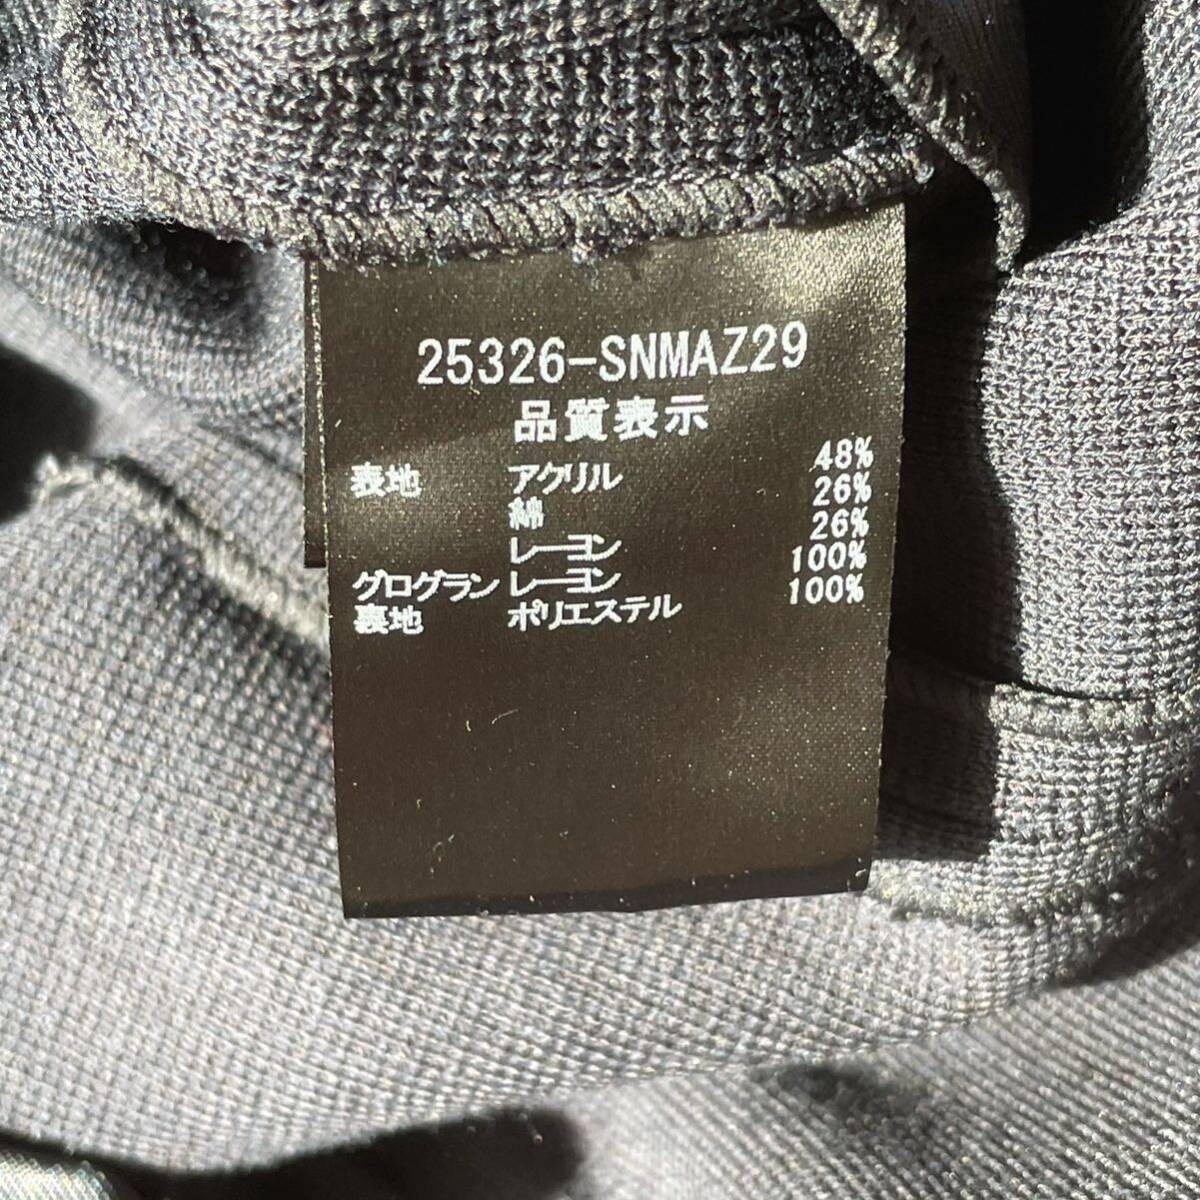 25326-SNMAZ29
品質表示
表地 アクリル 48%
綿 26%
レーヨン 26%
グログラン レーヨン 100%
裏地 ポリエステル 100%